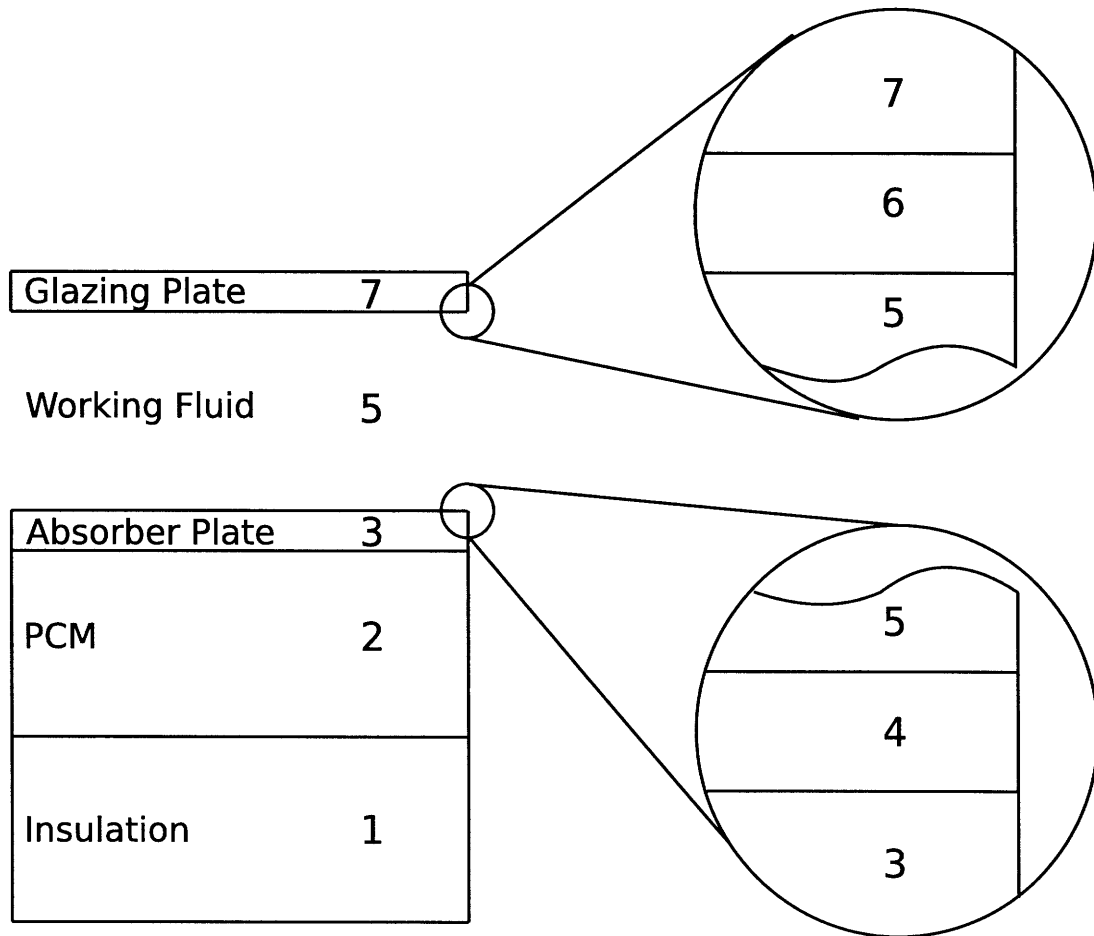 7
6
5
Glazing Plate 7
Working Fluid 5
Absorber Plate 3
PCM 2
Insulation 1
5
4
3